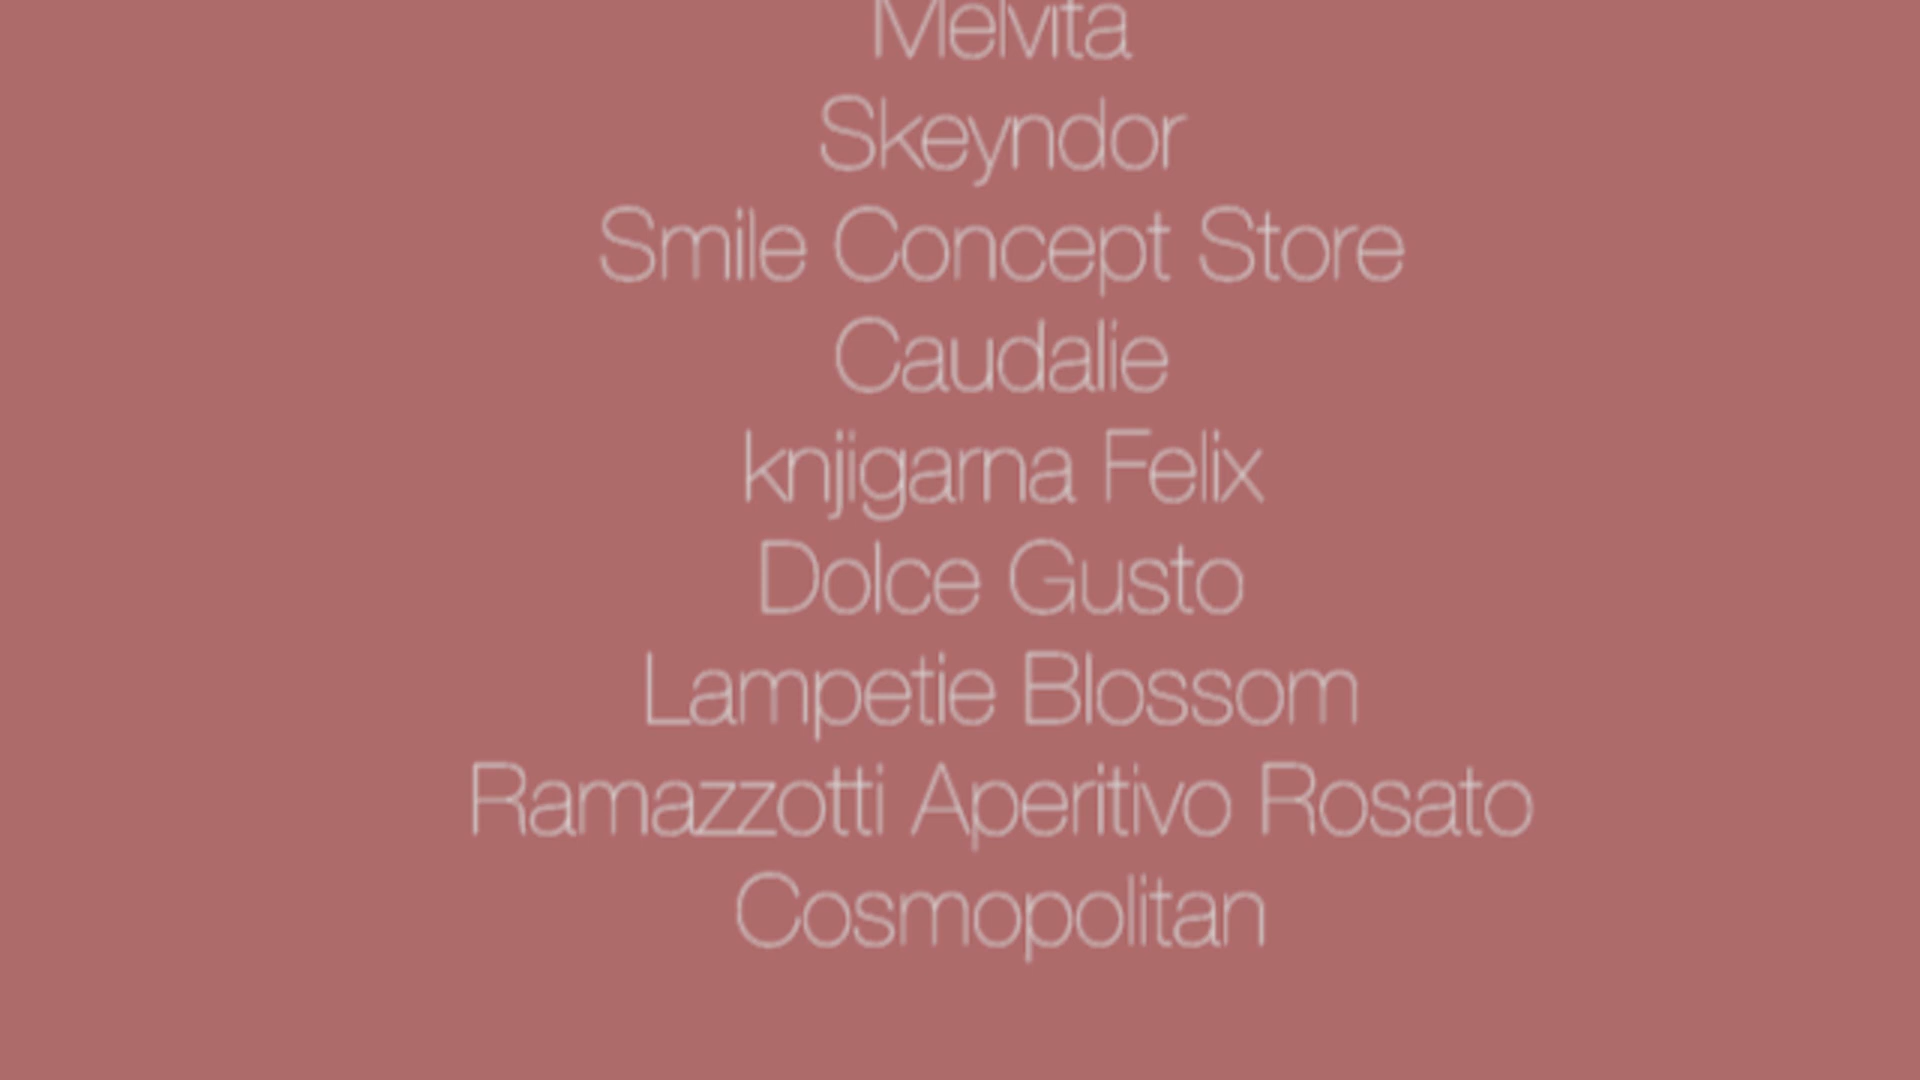 Melvita
Skeyndor
Smile Concept Store
Caudalie
knjigarna Felix
Dolce Gusto
Lampetie Blossom
Ramazzotti Aperitivo Rosato
Cosmopolitan